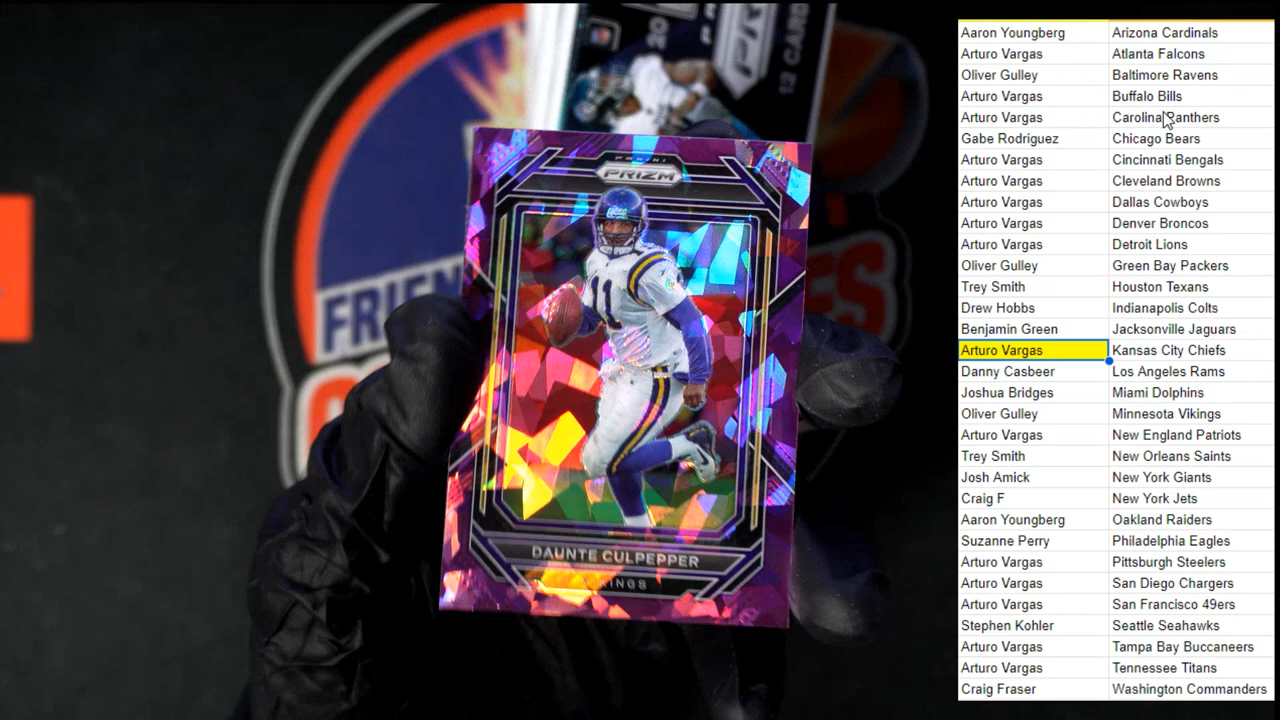 20
12 CARD
PANINI
PRIZM
11
FRIEN
ES
DAUNTE CULPEPPER
VIKINGS
Aaron Youngberg Arizona Cardinals
Arturo Vargas Atlanta Falcons
Oliver Gulley Baltimore Ravens
Arturo Vargas Buffalo Bills
Arturo Vargas Carolina Panthers
Gabe Rodriguez Chicago Bears
Arturo Vargas Cincinnati Bengals
Arturo Vargas Cleveland Browns
Arturo Vargas Dallas Cowboys
Arturo Vargas Denver Broncos
Arturo Vargas Detroit Lions
Oliver Gulley Green Bay Packers
Trey Smith Houston Texans
Drew Hobbs Indianapolis Colts
Benjamin Green Jacksonville Jaguars
Arturo Vargas Kansas City Chiefs
Danny Casbeer Los Angeles Rams
Joshua Bridges Miami Dolphins
Oliver Gulley Minnesota Vikings
Arturo Vargas New England Patriots
Trey Smith New Orleans Saints
Josh Amick New York Giants
Craig F New York Jets
Aaron Youngberg Oakland Raiders
Suzanne Perry Philadelphia Eagles
Arturo Vargas Pittsburgh Steelers
Arturo Vargas San Diego Chargers
Arturo Vargas San Francisco 49ers
Stephen Kohler Seattle Seahawks
Arturo Vargas Tampa Bay Buccaneers
Arturo Vargas Tennessee Titans
Craig Fraser Washington Commanders